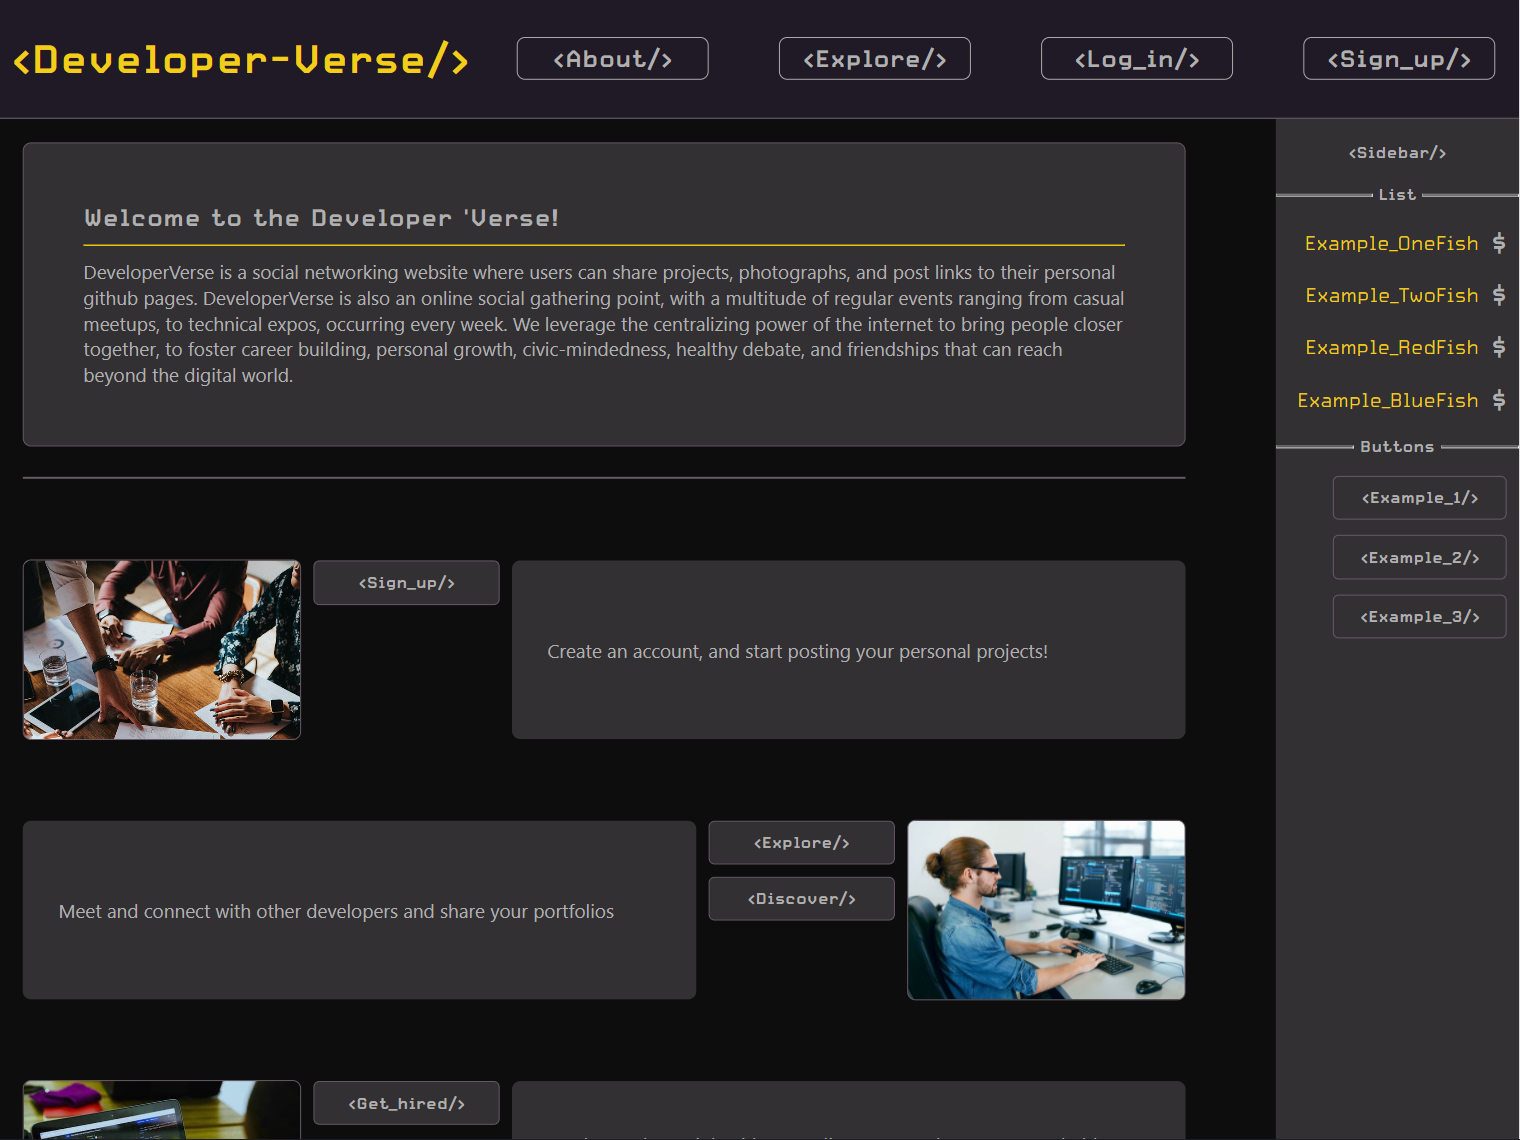 <Developer-Verse/>
<About/>
<Explore/>
<Log_in/>
<Sign_up/>
Welcome to the Developer 'Verse!
DeveloperVerse is a social networking website where users can share projects, photographs, and post links to their personal
github pages. DeveloperVerse is also an online social gathering point, with a multitude of regular events ranging from casual
meetups, to technical expos, occurring every week. We leverage the centralizing power of the internet to bring people closer
together, to foster career building, personal growth, civic-mindedness, healthy debate, and friendships that can reach
beyond the digital world.
<Sign_up/>
Create an account, and start posting your personal projects!
Meet and connect with other developers and share your portfolios
<Explore/>
<Discover/>
<Get_hired/>
<Sidebar/>
List
Example_OneFish $
Example_TwoFish $
Example_RedFish $
Example_BlueFish $
Buttons
<Example_1/>
<Example_2/>
<Example_3/>